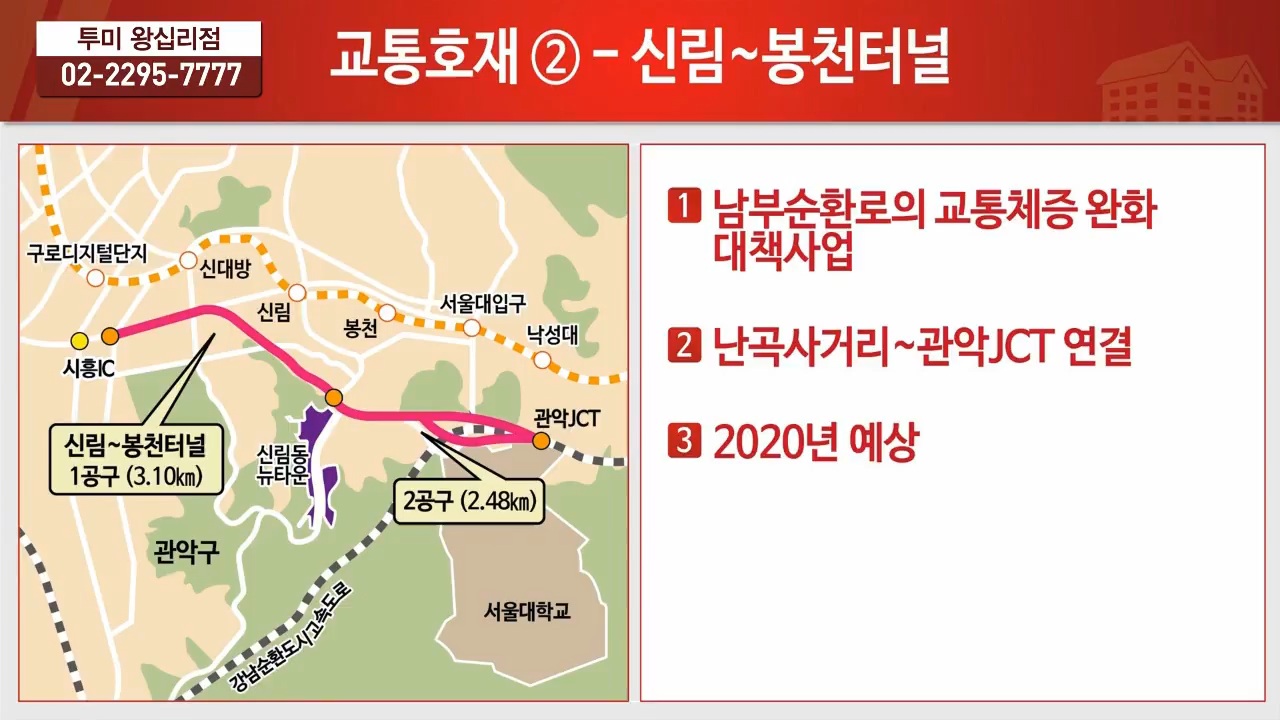 투미 왕십리점
02-2295-7777
교통호재 ② - 신림~봉천터널
구로디지털단지
신대방
신림
봉천
서울대입구
낙성대
시흥IC
관악JCT
신림~봉천터널
1공구 (3.10㎞)
신림동
뉴타운
2공구 (2.48㎞)
관악구
서울대학교
강남순환도시고속도로
1 남부순환로의 교통체증 완화
대책사업
2 난곡사거리~관악JCT 연결
3 2020년 예상